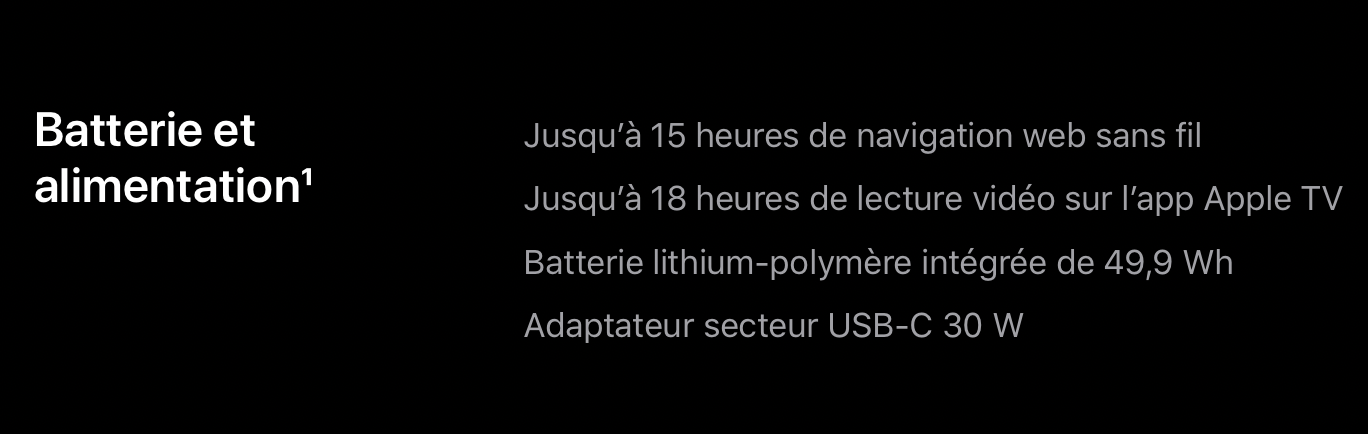 Batterie et
alimentation¹
Jusqu’à 15 heures de navigation web sans fil
Jusqu’à 18 heures de lecture vidéo sur l’app Apple TV
Batterie lithium-polymère intégrée de 49,9 Wh
Adaptateur secteur USB-C 30 W